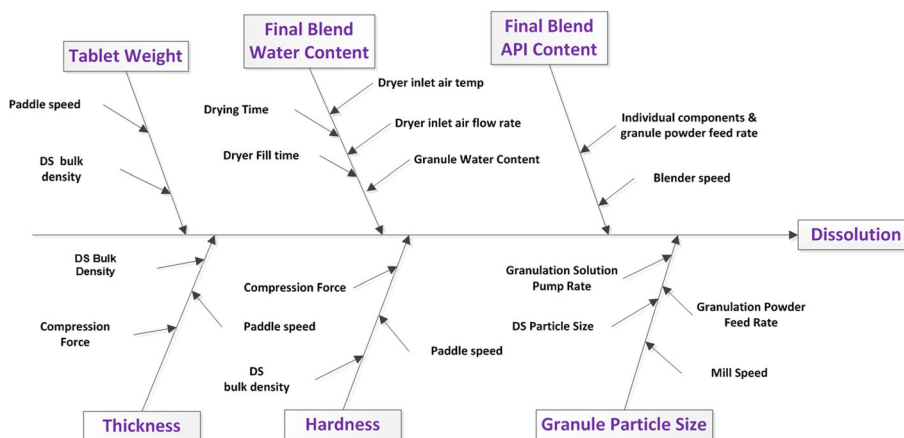 Tablet Weight
Final Blend
Water Content
Final Blend
API Content
Paddle speed
DS bulk
density
Dryer inlet air temp
Drying Time
Dryer inlet air flow rate
Dryer Fill time
Granule Water Content
Individual components &
granule powder feed rate
Blender speed
Dissolution
DS Bulk
Density
Compression
Force
Paddle speed
Compression Force
DS
bulk density
Paddle speed
Granulation Solution
Pump Rate
DS Particle Size
Granulation Powder
Feed Rate
Mill Speed
Thickness
Hardness
Granule Particle Size